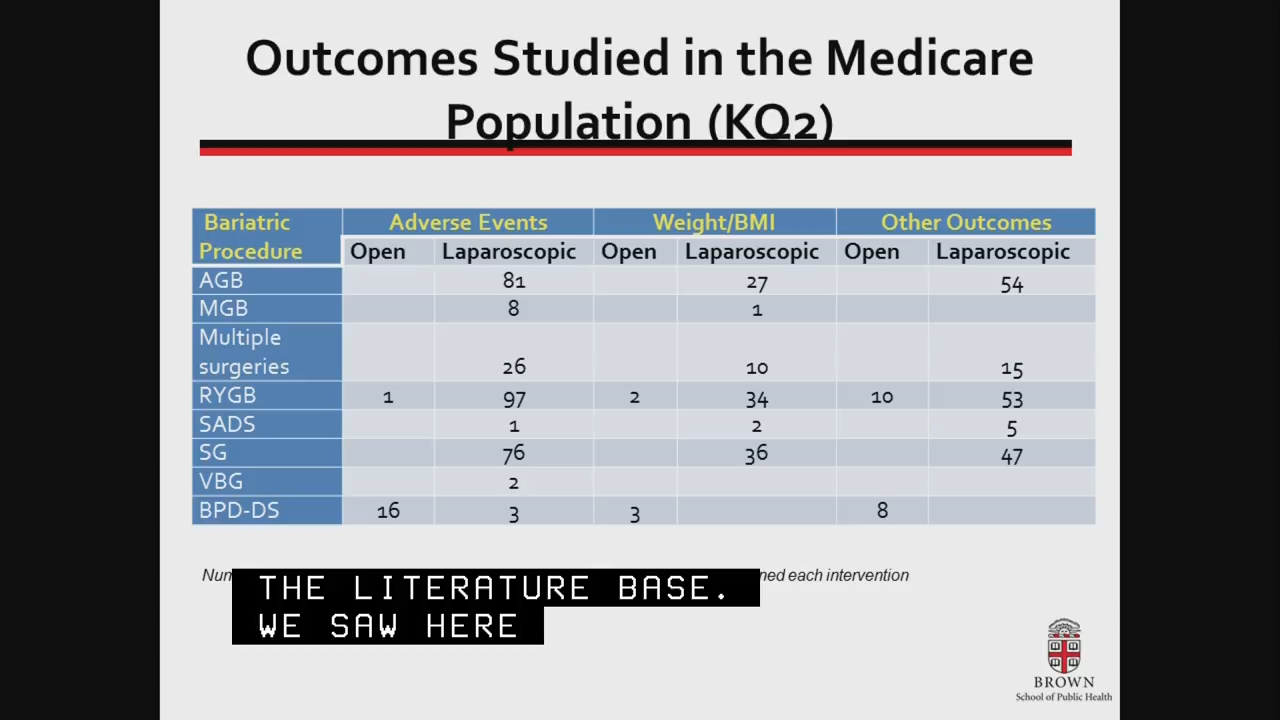 Outcomes Studied in the Medicare
Population (KQ2)
Bariatric Procedure Adverse Events Weight/BMI Other Outcomes
Open Laparoscopic Open Laparoscopic Open Laparoscopic
AGB 81 27 54
MGB 8 1
Multiple
surgeries 26 10 15
RYGB 1 97 2 34 10 53
SADS 1 2 5
SG 76 36 47
VBG 2
BPD-DS 16 3 3 8
each intervention
THE LITERATURE BASE.
WE SAW HERE
BROWN
School of Public Health